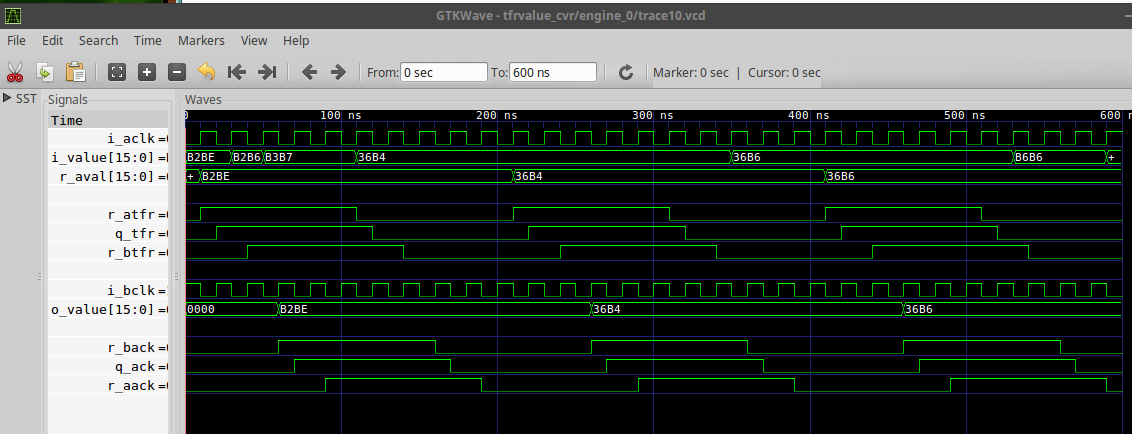 GTKWave - tfrvalue_cvr/engine_0/trace10.vcd
File Edit Search Time Markers View Help
From: 0 sec To: 600 ns Marker: 0 sec | Cursor: 0 sec
SST Signals Waves
Time 0 100 ns 200 ns 300 ns 400 ns 500 ns 600 n
i_aclk =
i_value[15:0] = B2BE B2B6 B3B7 36B4 36B6 B6B6 +
r_aval[15:0] = + B2BE 36B4 36B6
r_atfr =
q_tfr =
r_btfr =
i_bclk
o_value[15:0] = 0000 B2BE 36B4 36B6
r_back =
q_ack =
r_aack =